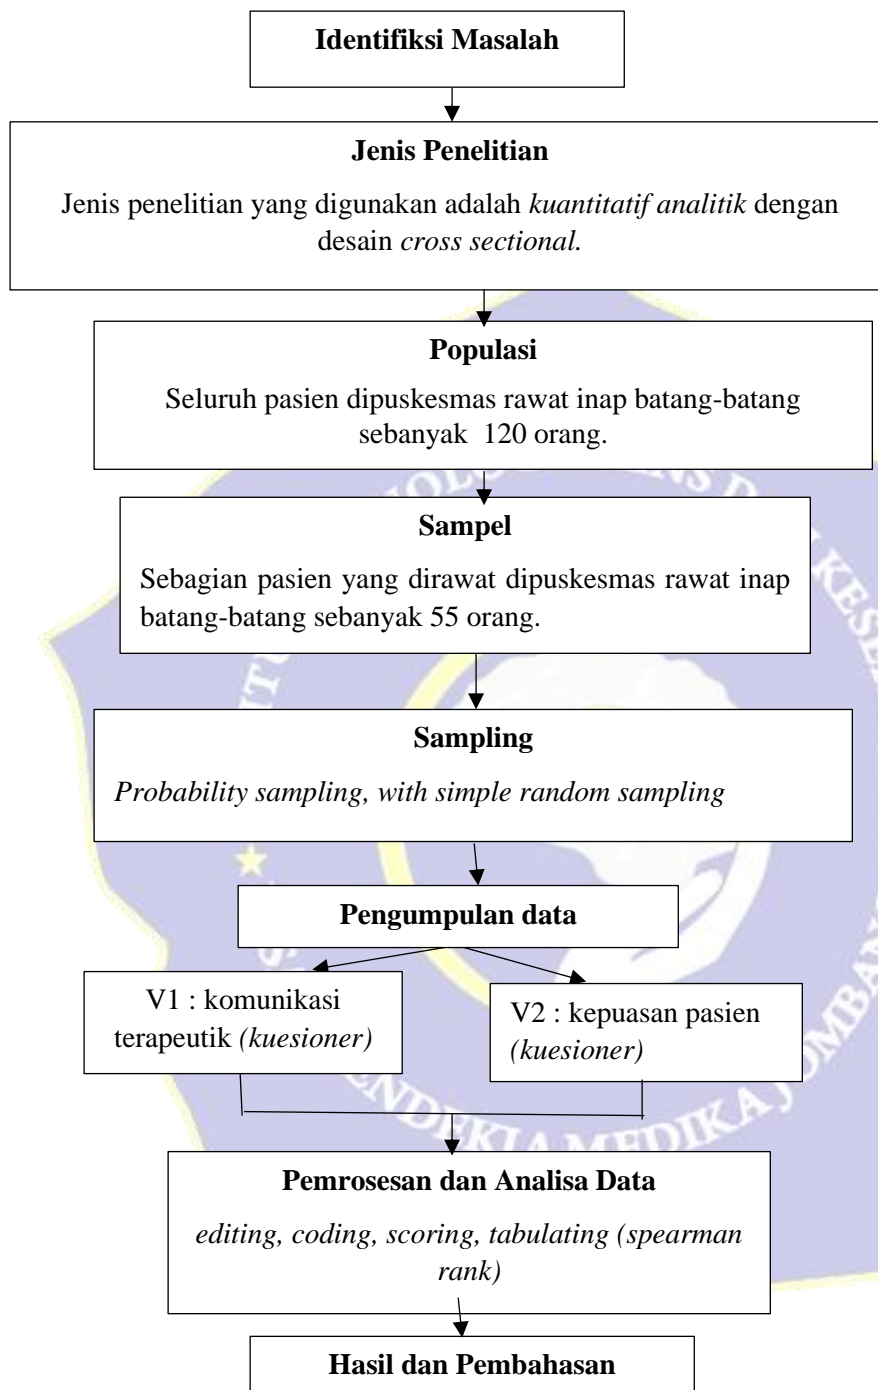 Identifiksi Masalah
Jenis Penelitian
Jenis penelitian yang digunakan adalah kuantitatif analitik dengan
desain cross sectional.
Populasi
Seluruh pasien dipuskesmas rawat inap batang-batang
sebanyak 120 orang.
Sampel
Sebagian pasien yang dirawat dipuskesmas rawat inap
batang-batang sebanyak 55 orang.
Sampling
Probability sampling, with simple random sampling
Pengumpulan data
V1 : komunikasi
terapeutik (kuesioner)
V2 : kepuasan pasien
(kuesioner)
Pemrosesan dan Analisa Data
editing, coding, scoring, tabulating (spearman
rank)
Hasil dan Pembahasan
MEDIKA